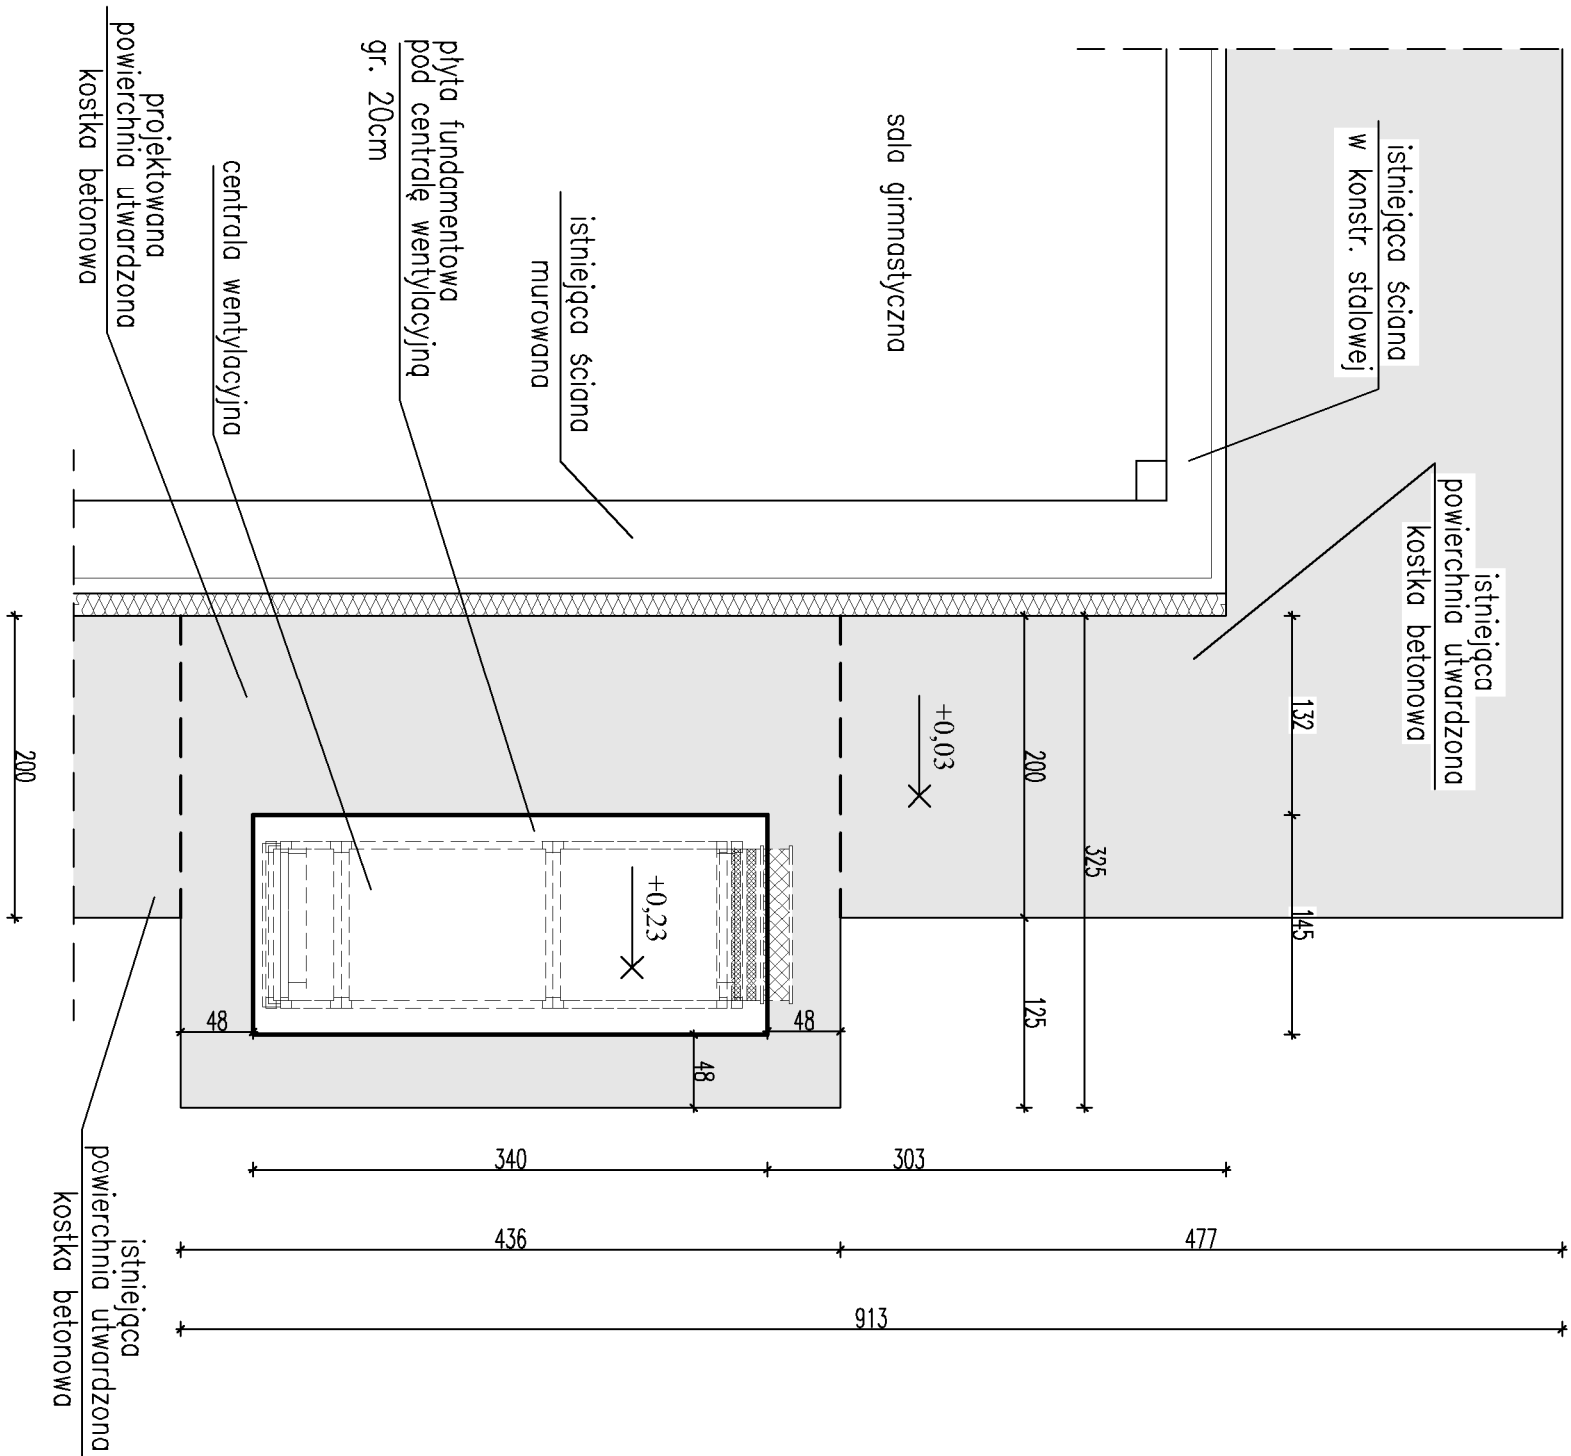 istniejąca ściana
w konstr. stalowej
istniejąca
powierzchnia utwardzona
kostka betonowa
sala gimnastyczna
istniejąca ściana
murowana
płyta fundamentowa
pod centralę wentylacyjną
gr. 20cm
centrala wentylacyjna
projektowana
powierzchnia utwardzona
kostka betonowa
132
145
325
200
125
+0,03
+0,23
200
48
48
48
340
303
436
477
913
istniejąca
powierzchnia utwardzona
kostka betonowa